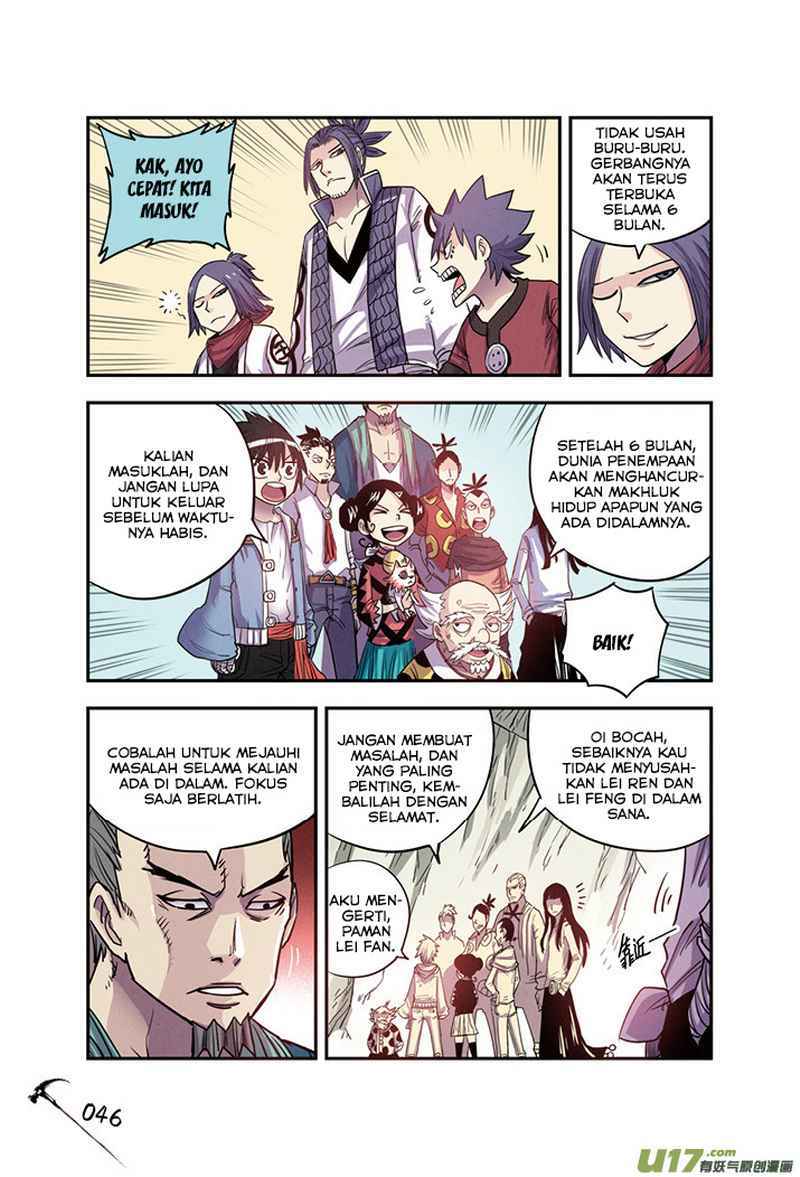 KAK, AYO
CEPAT! KITA
MASUK!
TIDAK USAH
BURU-BURU.
GERBANGNYA
AKAN TERUS
TERBUKA
SELAMA 6
BULAN.
KALIAN
MASUKLAH, DAN
JANGAN LUPA
UNTUK KELUAR
SEBELUM WAKTU-
NYA HABIS.
SETELAH 6 BULAN,
DUNIA PENEMPAAN
AKAN MENGHANCUR-
KAN MAKHLUK
HIDUP APAPUN YANG
ADA DIDALAMNYA.
BAIK!
COBALAH UNTUK MEJAUHI
MASALAH SELAMA KALIAN
ADA DI DALAM. FOKUS
SAJA BERLATIH.
JANGAN MEMBUAT
MASALAH, DAN
YANG PALING
PENTING, KEM-
BALILAH DENGAN
SELAMAT.
OI BOCAH,
SEBAIKNYA KAU
TIDAK MENYUSAH-
KAN LEI REN DAN
LEI FENG DI DALAM
SANA.
AKU MEN-
GERTI,
PAMAN
LEI FAN.
靠近
046
U17.com
有妖气原创漫画